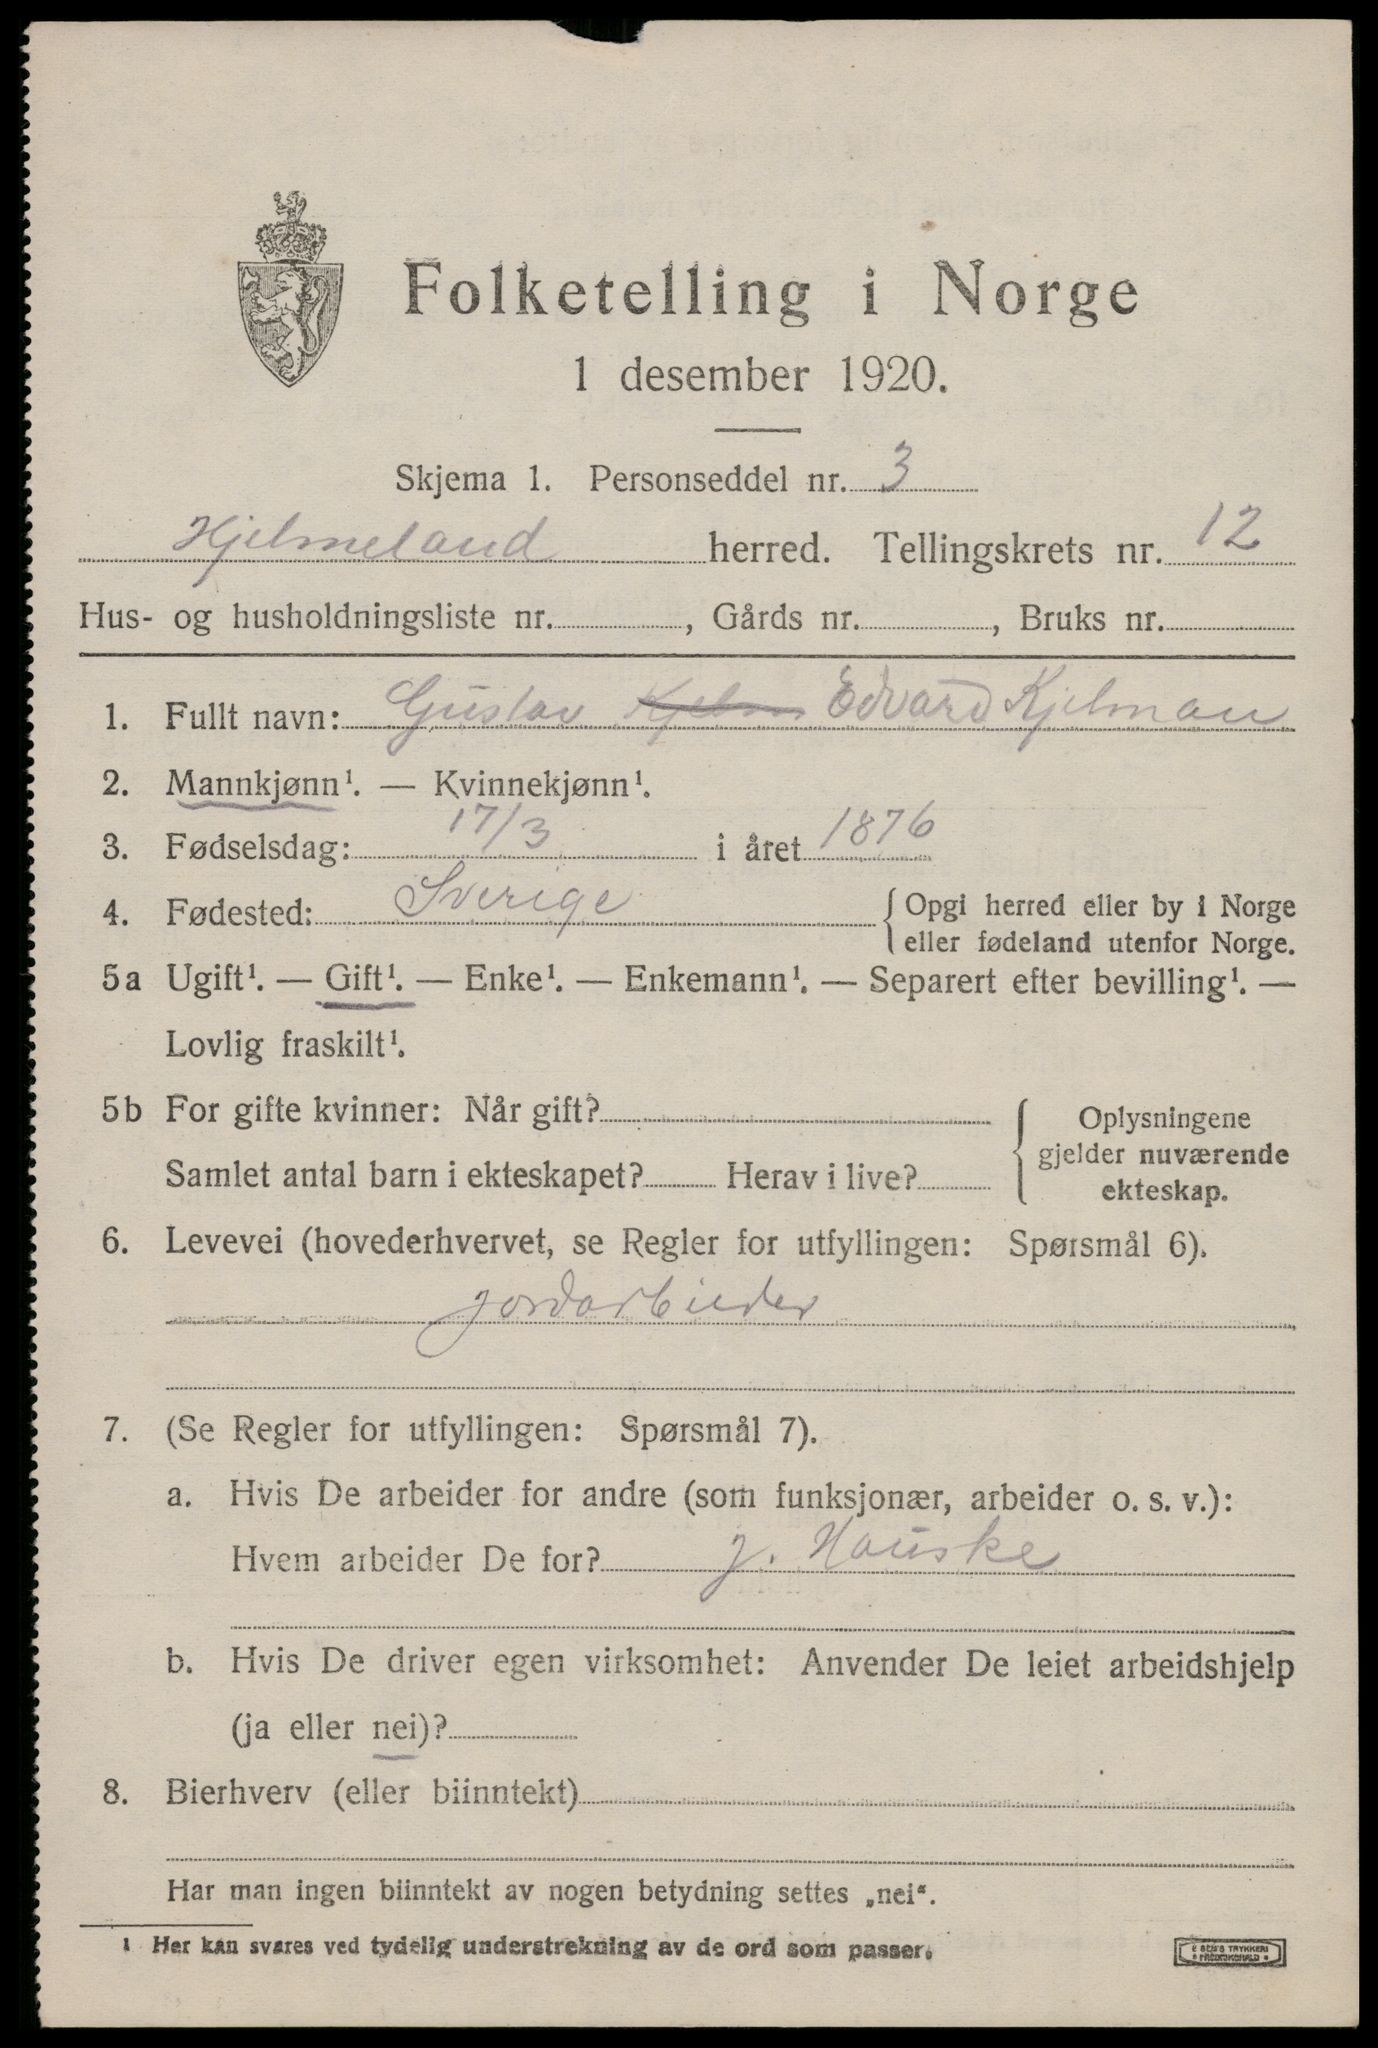 Folketelling i Norge
1 desember 1920.
Skjema 1. Personseddel nr. 3
Hjelmeland herred. Tellingskrets nr. 12
Hus- og husholdningsliste nr. , Gårds nr. , Bruks nr.
1. Fullt navn: Gustav Kjelm Edvard Kjelman
2. Mannkjønn¹. — Kvinnekjønn¹.
3. Fødselsdag: 17/3 i året 1876
4. Fødested: Sverige { Opgi herred eller by i Norge
eller fødeland utenfor Norge.
5a Ugift¹. — Gift¹. — Enke¹. — Enkemann¹. — Separert efter bevilling¹. —
Lovlig fraskilt¹.
5b For gifte kvinner: Når gift? { Oplysningene
gjelder nuværende
Samlet antal barn i ekteskapet? Herav i live?
ekteskap.
6. Levevei (hovederhvervet, se Regler for utfyllingen: Spørsmål 6).
jordarbieder
7. (Se Regler for utfyllingen: Spørsmål 7).
a. Hvis De arbeider for andre (som funksjonær, arbeider o. s. v.):
Hvem arbeider De for? J. Hauske
b. Hvis De driver egen virksomhet: Anvender De leiet arbeidshjelp
(ja eller nei)?
8. Bierhverv (eller biinntekt)
Har man ingen biinntekt av nogen betydning settes „nei“.
1 Her kan svares ved tydelig understrekning av de ord som passer.